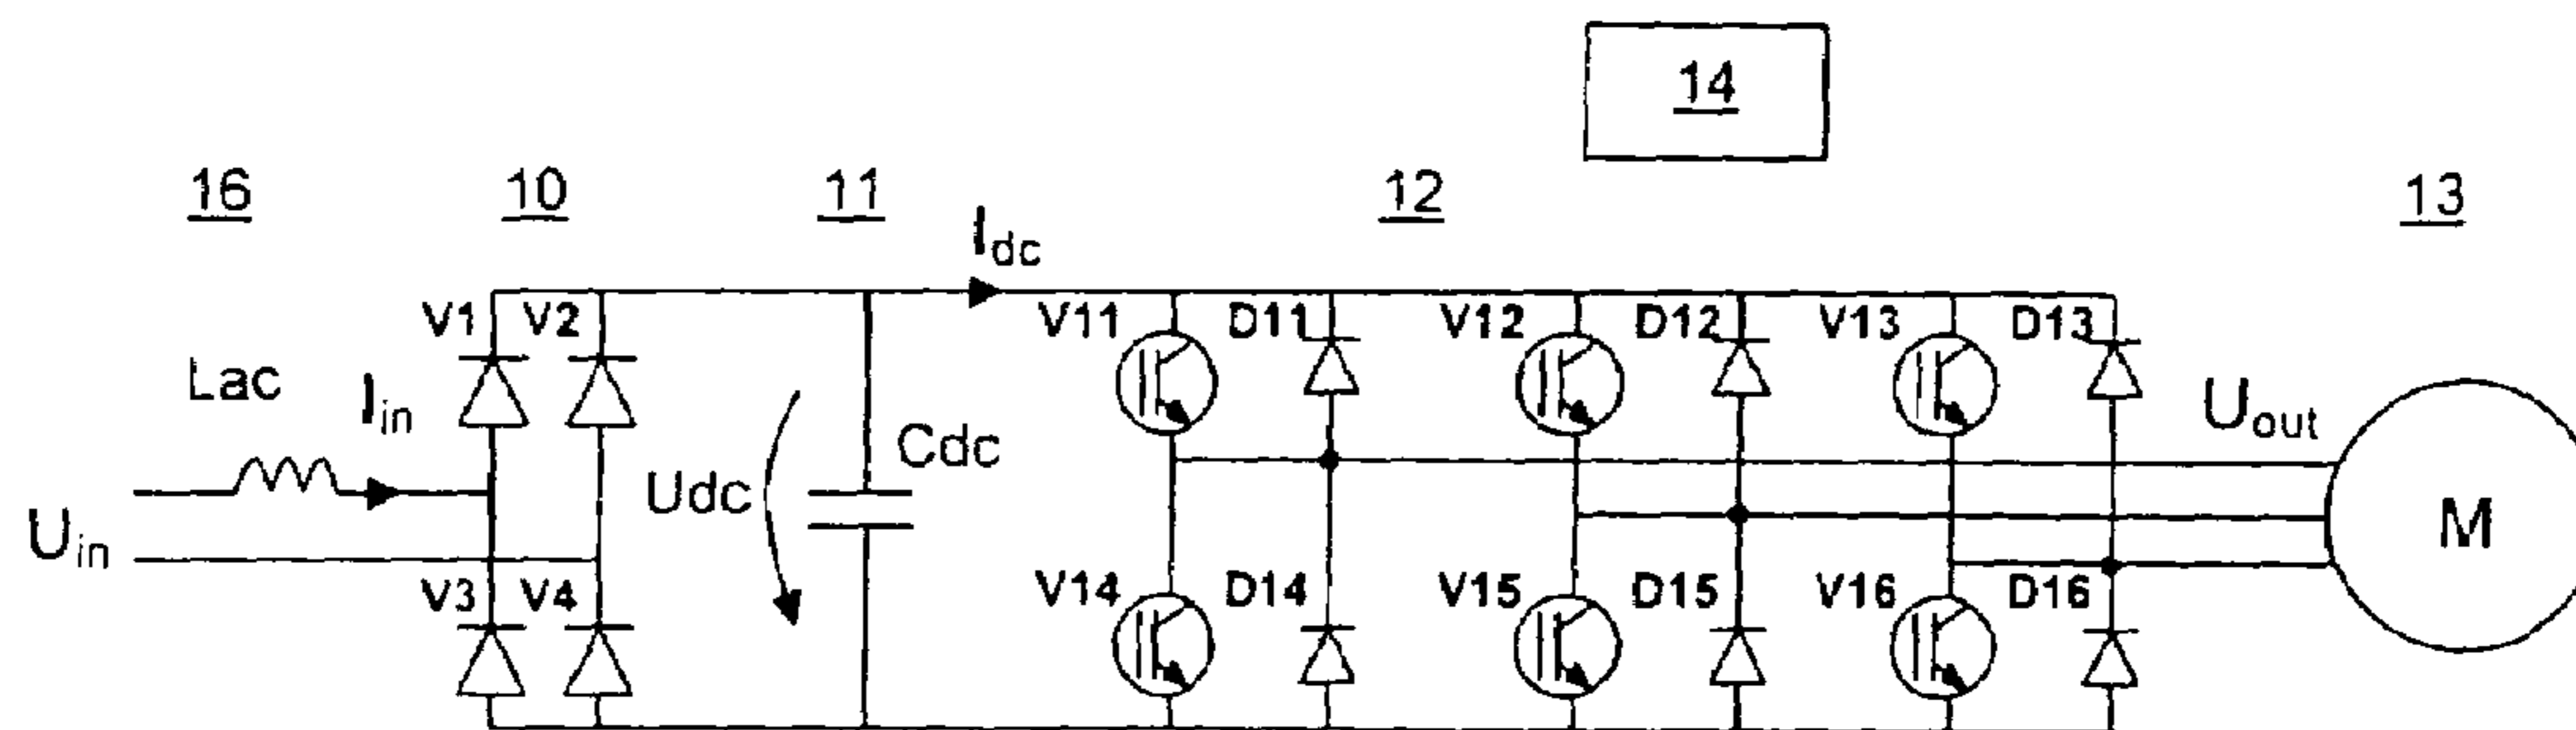 14
16 10 11 12 13
Idc
V1 V2 V11 D11 V12 D12 V13 D13
Lac Iin Uout
Udc Cdc
Uin M
V3 V4 V14 D14 V15 D15 V16 D16